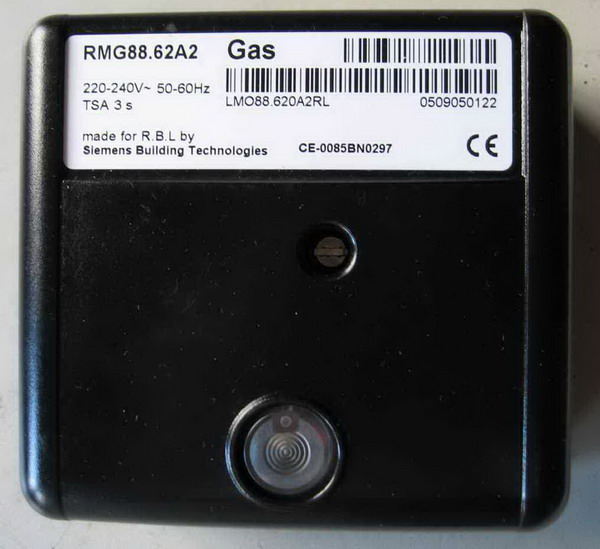 RMG88.62A2 Gas
220-240V~ 50-60Hz
TSA 3 s
LMO88.620A2RL 0509050122
made for R.B.L by
Siemens Building Technologies CE-0085BN0297 CE